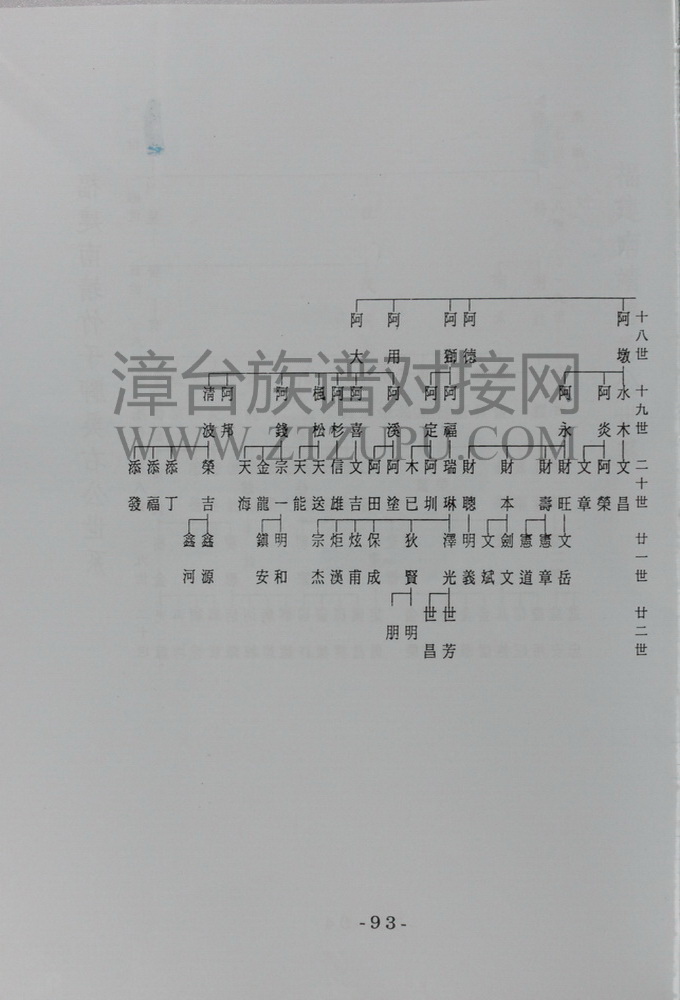 十八世 阿墩 阿德 阿鄧 阿用 阿大
十九世 水木 阿炎 阿永 阿福 阿定 阿溪 阿喜 阿杉 楓松 阿錢 阿邦 清波
二十世 文昌 阿榮 文章 財旺 財壽 財本 財聰 瑞琳 阿圳 木已 阿塗 阿田 文吉 信雄 天送 天能 宗一 金龍 天海 榮吉 添丁 添福 添發
廿一世 文岳 憲章 憲道 劍文 文斌 明義 澤光 狄賢 保成 炫甫 炬漢 宗杰 明和 鎮安 鑫源 鑫河
廿二世 世芳 世昌 明 朋
漳台族谱对接网
WWW.ZTZUPU.COM
-93-